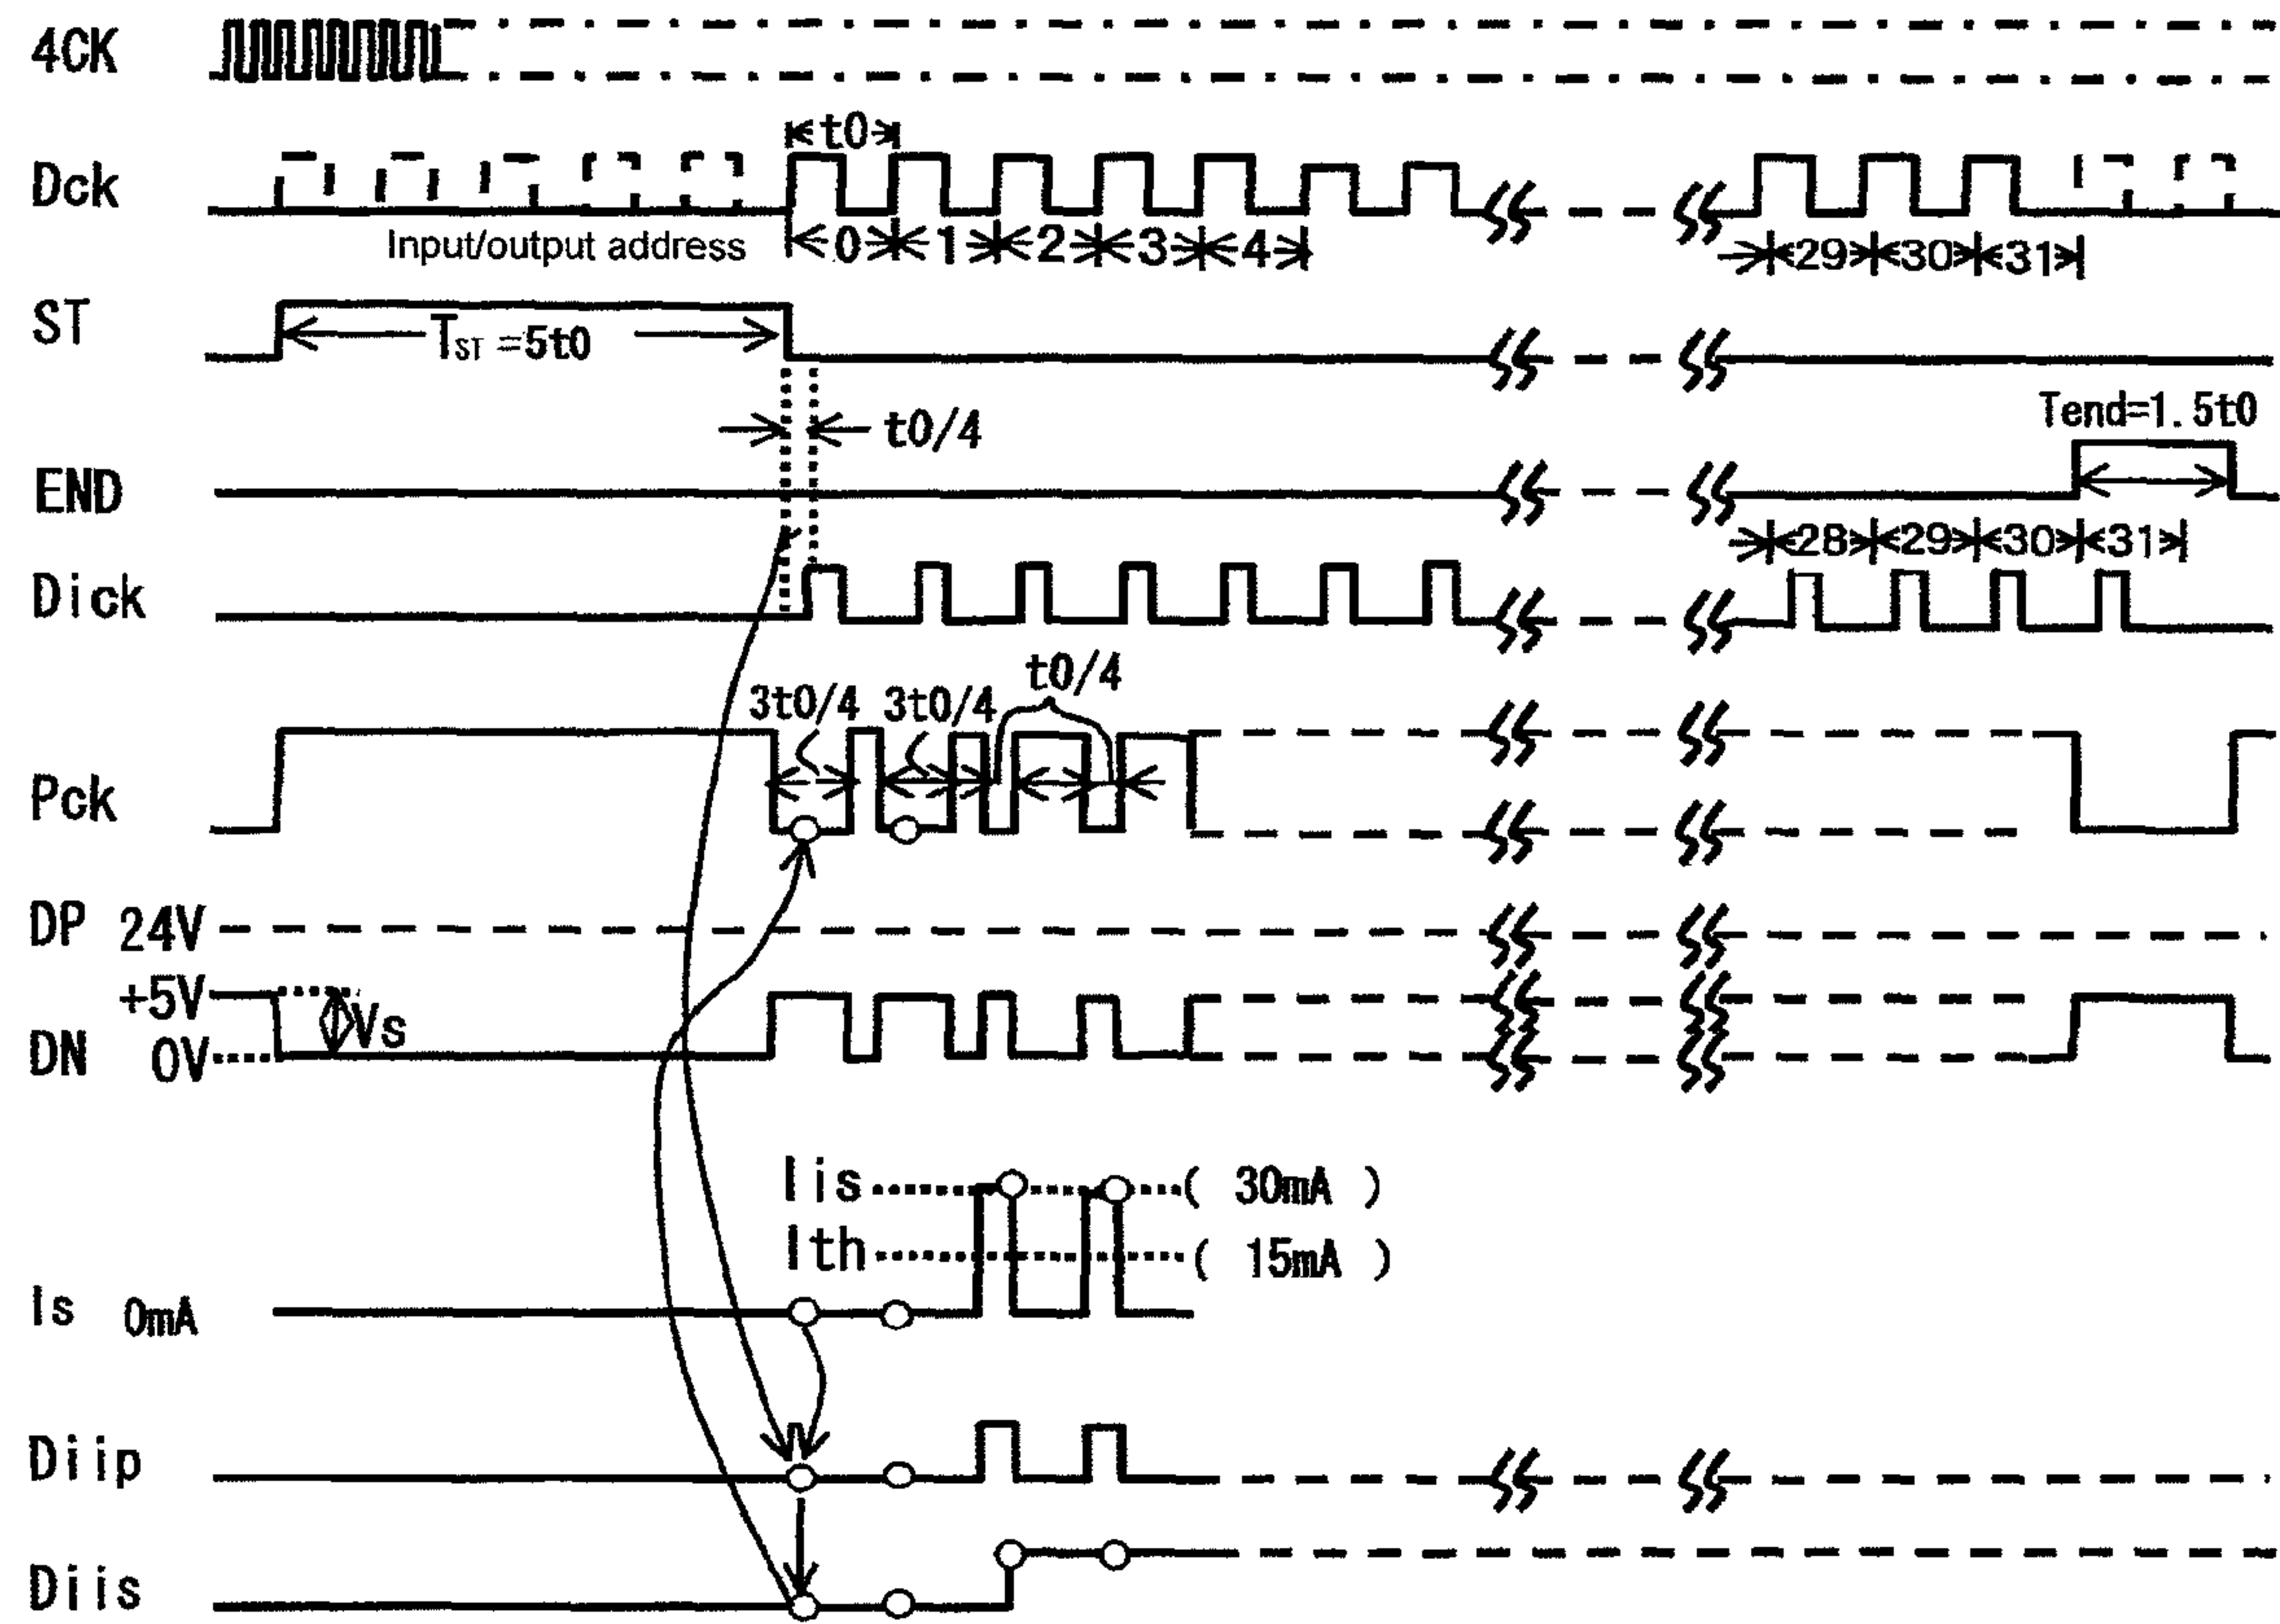 4CK
t0
Dck
Input/output address 0 1 2 3 4 29 30 31
ST
TST =5t0
t0/4
Tend=1.5t0
END
28 29 30 31
Dick
3t0/4 3t0/4 t0/4
Pck
DP 24V
+5V
Vs
DN 0V
Iis ( 30mA )
Ith ( 15mA )
Is 0mA
Diip
Diis